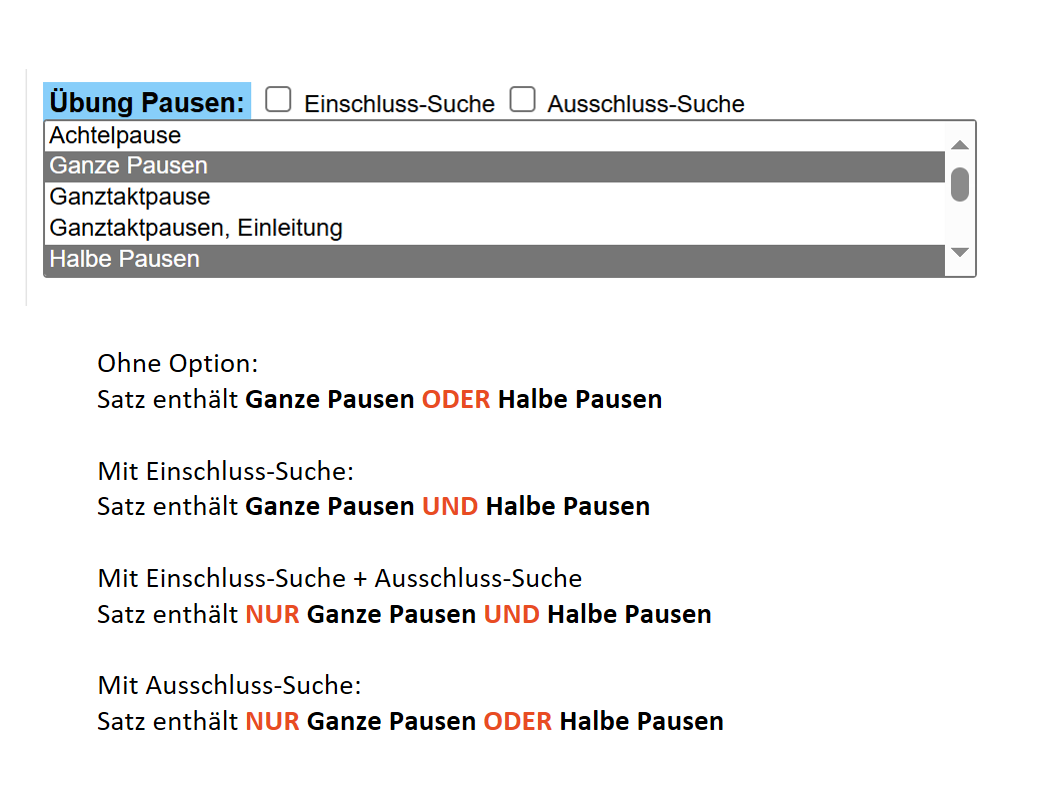 Übung Pausen: Einschluss-Suche Ausschluss-Suche
Achtelpause
Ganze Pausen
Ganztaktpause
Ganztaktpausen, Einleitung
Halbe Pausen
Ohne Option:
Satz enthält Ganze Pausen ODER Halbe Pausen
Mit Einschluss-Suche:
Satz enthält Ganze Pausen UND Halbe Pausen
Mit Einschluss-Suche + Ausschluss-Suche
Satz enthält NUR Ganze Pausen UND Halbe Pausen
Mit Ausschluss-Suche:
Satz enthält NUR Ganze Pausen ODER Halbe Pausen